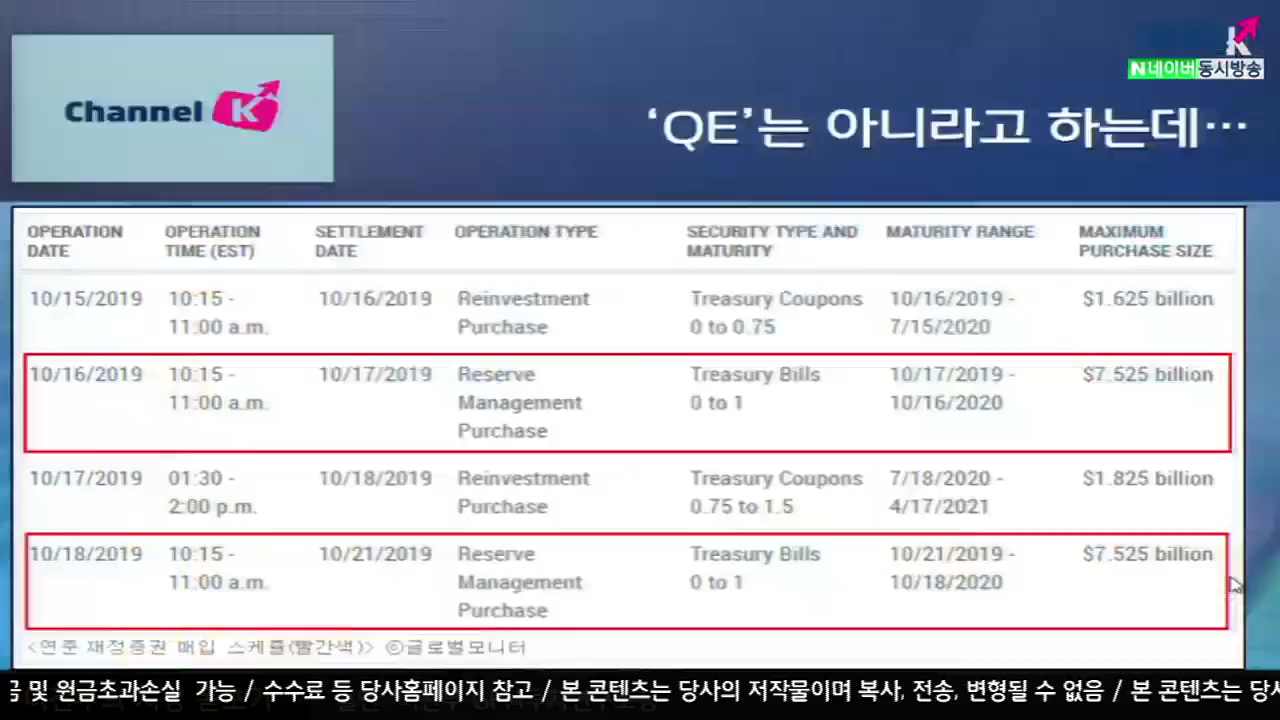 K
N 네이버 동시방송
Channel K
‘QE’는 아니라고 하는데…
OPERATION DATE OPERATION TIME (EST) SETTLEMENT DATE OPERATION TYPE SECURITY TYPE AND MATURITY MATURITY RANGE MAXIMUM PURCHASE SIZE
10/15/2019 10:15 - 11:00 a.m. 10/16/2019 Reinvestment Purchase Treasury Coupons 0 to 0.75 10/16/2019 - 7/15/2020 $1.625 billion
10/16/2019 10:15 - 11:00 a.m. 10/17/2019 Reserve Management Purchase Treasury Bills 0 to 1 10/17/2019 - 10/16/2020 $7.525 billion
10/17/2019 01:30 - 2:00 p.m. 10/18/2019 Reinvestment Purchase Treasury Coupons 0.75 to 1.5 7/18/2020 - 4/17/2021 $1.825 billion
10/18/2019 10:15 - 11:00 a.m. 10/21/2019 Reserve Management Purchase Treasury Bills 0 to 1 10/21/2019 - 10/18/2020 $7.525 billion
<연준 재정증권 매입 스케듈(빨간색)> ⓒ글로벌모니터
및 원금초과손실 가능 / 수수료 등 당사홈페이지 참고 / 본 콘텐츠는 당사의 저작물이며 복사, 전송, 변형될 수 없음 / 본 콘텐츠는 당사